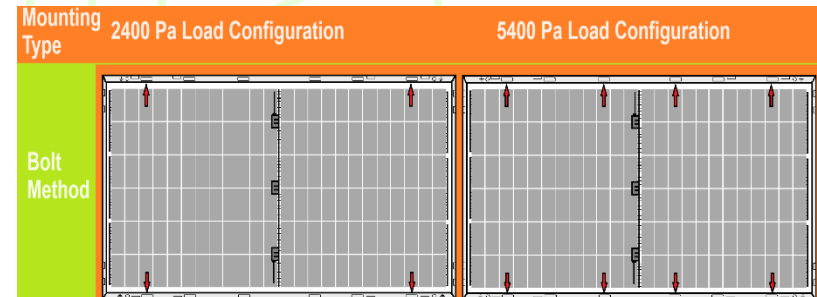 Mounting
Type
2400 Pa Load Configuration
5400 Pa Load Configuration
Bolt
Method